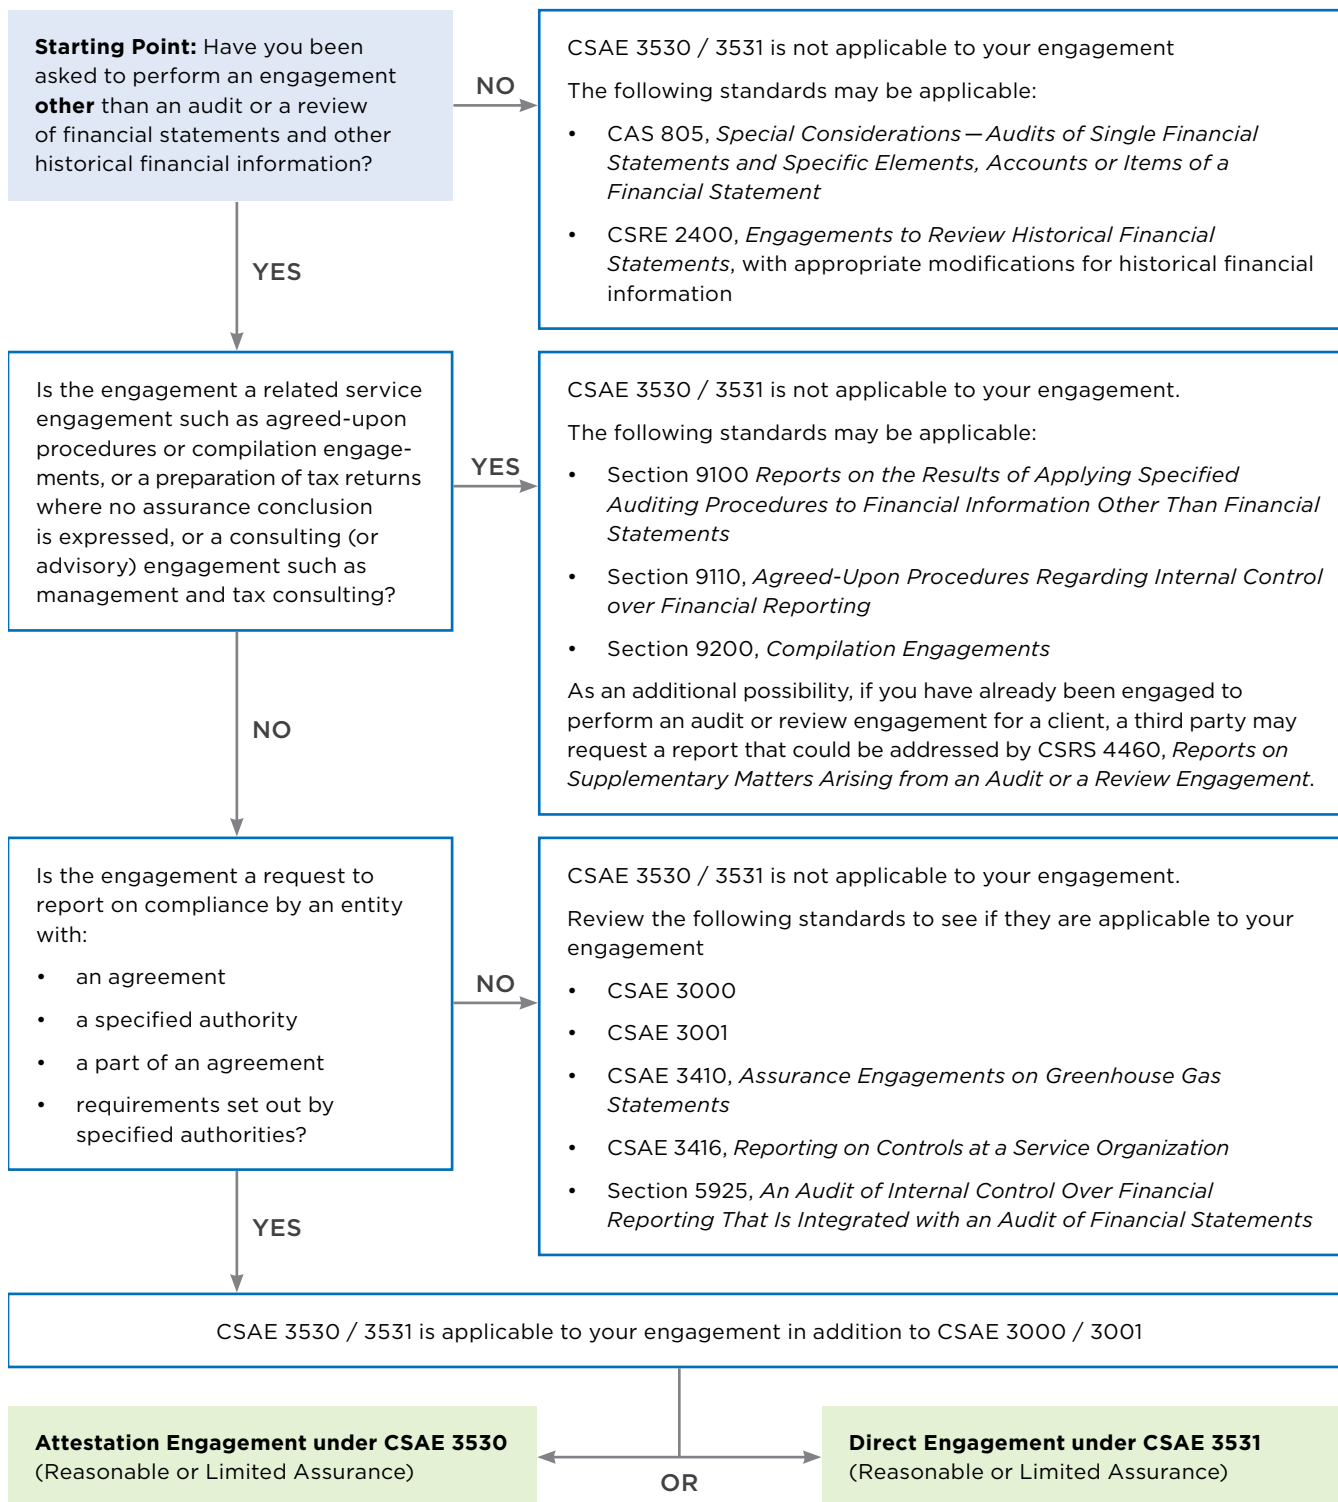 Starting Point: Have you been
asked to perform an engagement
other than an audit or a review
of financial statements and other
historical financial information?
NO
CSAE 3530 / 3531 is not applicable to your engagement
The following standards may be applicable:
• CAS 805, Special Considerations — Audits of Single Financial
Statements and Specific Elements, Accounts or Items of a
Financial Statement
• CSRE 2400, Engagements to Review Historical Financial
Statements, with appropriate modifications for historical financial
information
YES
Is the engagement a related service
engagement such as agreed-upon
procedures or compilation engage-
ments, or a preparation of tax returns
where no assurance conclusion
is expressed, or a consulting (or
advisory) engagement such as
management and tax consulting?
YES
CSAE 3530 / 3531 is not applicable to your engagement.
The following standards may be applicable:
• Section 9100 Reports on the Results of Applying Specified
Auditing Procedures to Financial Information Other Than Financial
Statements
• Section 9110, Agreed-Upon Procedures Regarding Internal Control
over Financial Reporting
• Section 9200, Compilation Engagements
As an additional possibility, if you have already been engaged to
perform an audit or review engagement for a client, a third party may
request a report that could be addressed by CSRS 4460, Reports on
Supplementary Matters Arising from an Audit or a Review Engagement.
NO
Is the engagement a request to
report on compliance by an entity
with:
• an agreement
• a specified authority
• a part of an agreement
• requirements set out by
specified authorities?
NO
CSAE 3530 / 3531 is not applicable to your engagement.
Review the following standards to see if they are applicable to your
engagement
• CSAE 3000
• CSAE 3001
• CSAE 3410, Assurance Engagements on Greenhouse Gas
Statements
• CSAE 3416, Reporting on Controls at a Service Organization
• Section 5925, An Audit of Internal Control Over Financial
Reporting That Is Integrated with an Audit of Financial Statements
YES
CSAE 3530 / 3531 is applicable to your engagement in addition to CSAE 3000 / 3001
Attestation Engagement under CSAE 3530
(Reasonable or Limited Assurance)
OR
Direct Engagement under CSAE 3531
(Reasonable or Limited Assurance)